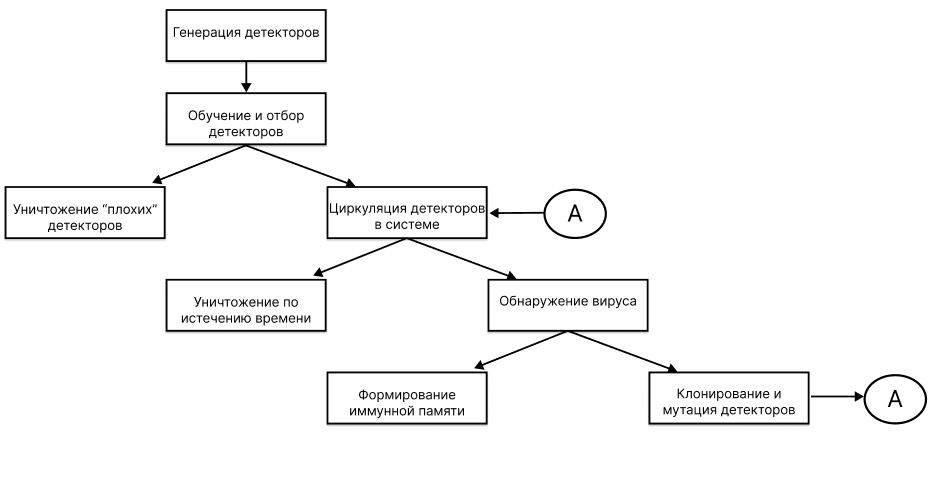 Генерация детекторов
Обучение и отбор
детекторов
Уничтожение “плохих”
детекторов
Циркуляция детекторов
в системе
А
Уничтожение по
истечению времени
Обнаружение вируса
Формирование
иммунной памяти
Клонирование и
мутация детекторов
А